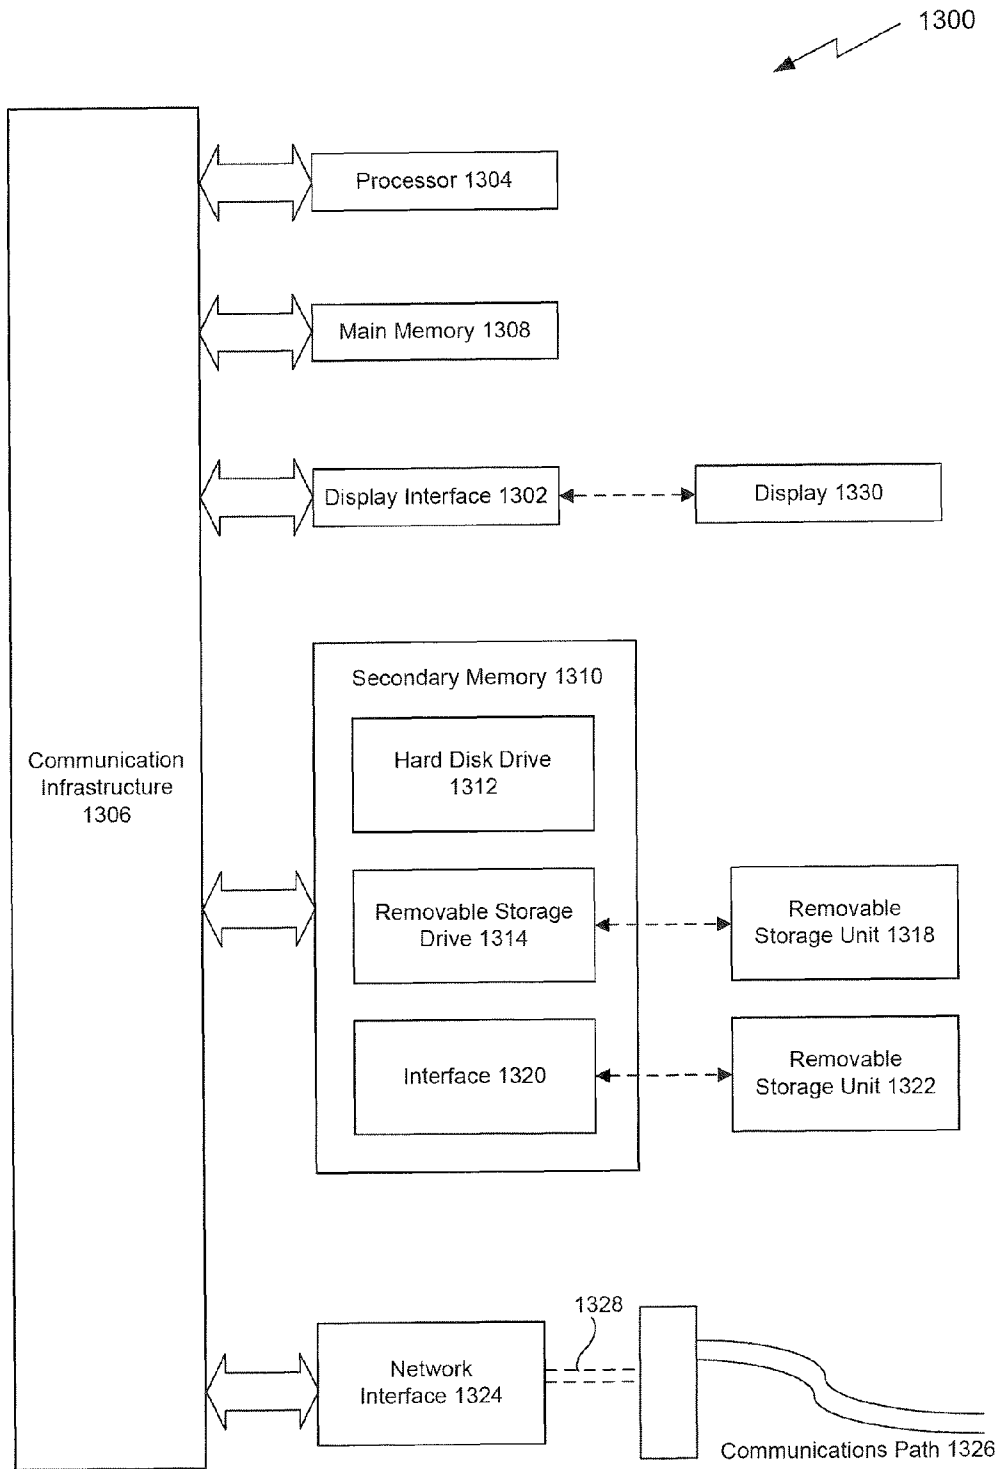 1300
Processor 1304
Main Memory 1308
Display Interface 1302
Display 1330
Secondary Memory 1310
Hard Disk Drive
1312
Communication
Infrastructure
1306
Removable Storage
Drive 1314
Removable
Storage Unit 1318
Interface 1320
Removable
Storage Unit 1322
1328
Network
Interface 1324
Communications Path 1326